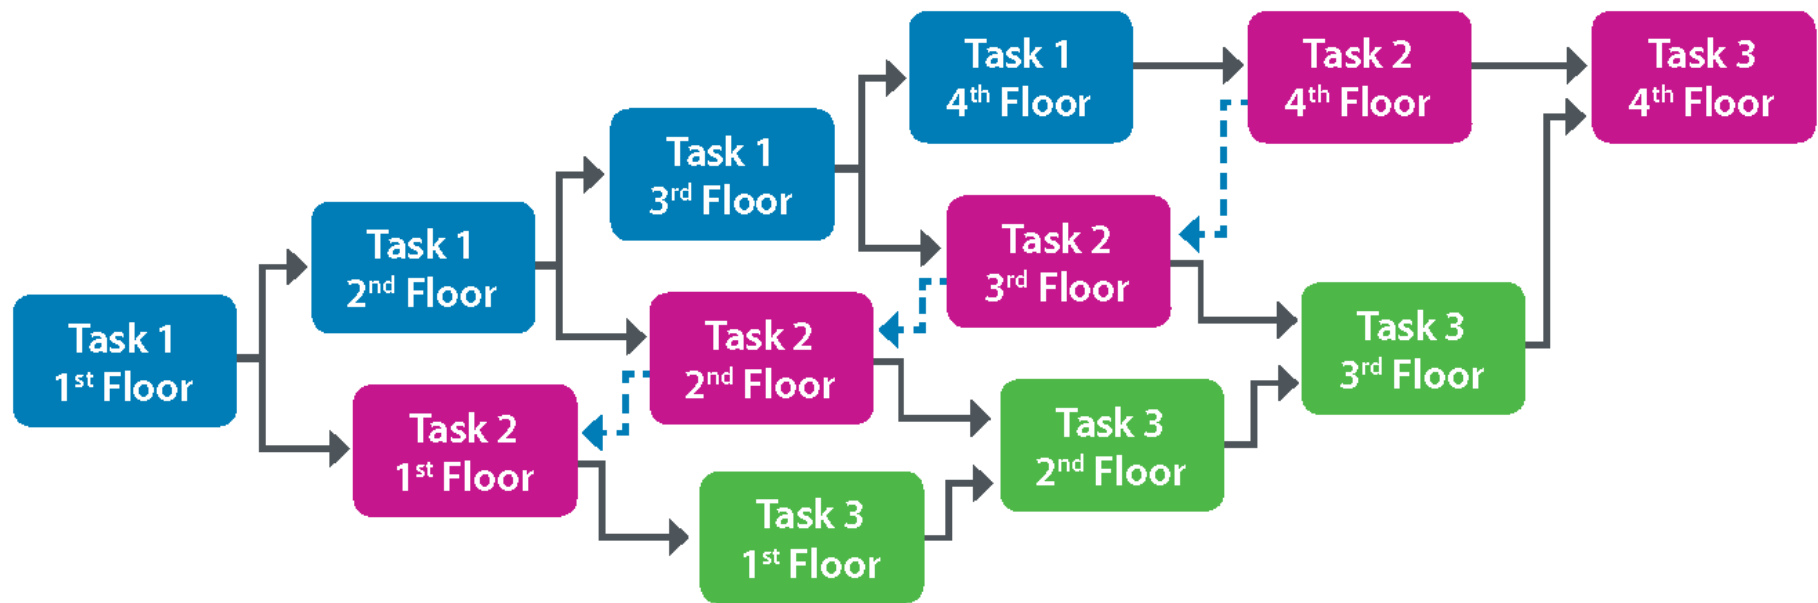 Task 1
4th Floor
Task 2
4th Floor
Task 3
4th Floor
Task 1
3rd Floor
Task 1
2nd Floor
Task 2
3rd Floor
Task 1
1st Floor
Task 2
2nd Floor
Task 3
3rd Floor
Task 2
1st Floor
Task 3
2nd Floor
Task 3
1st Floor